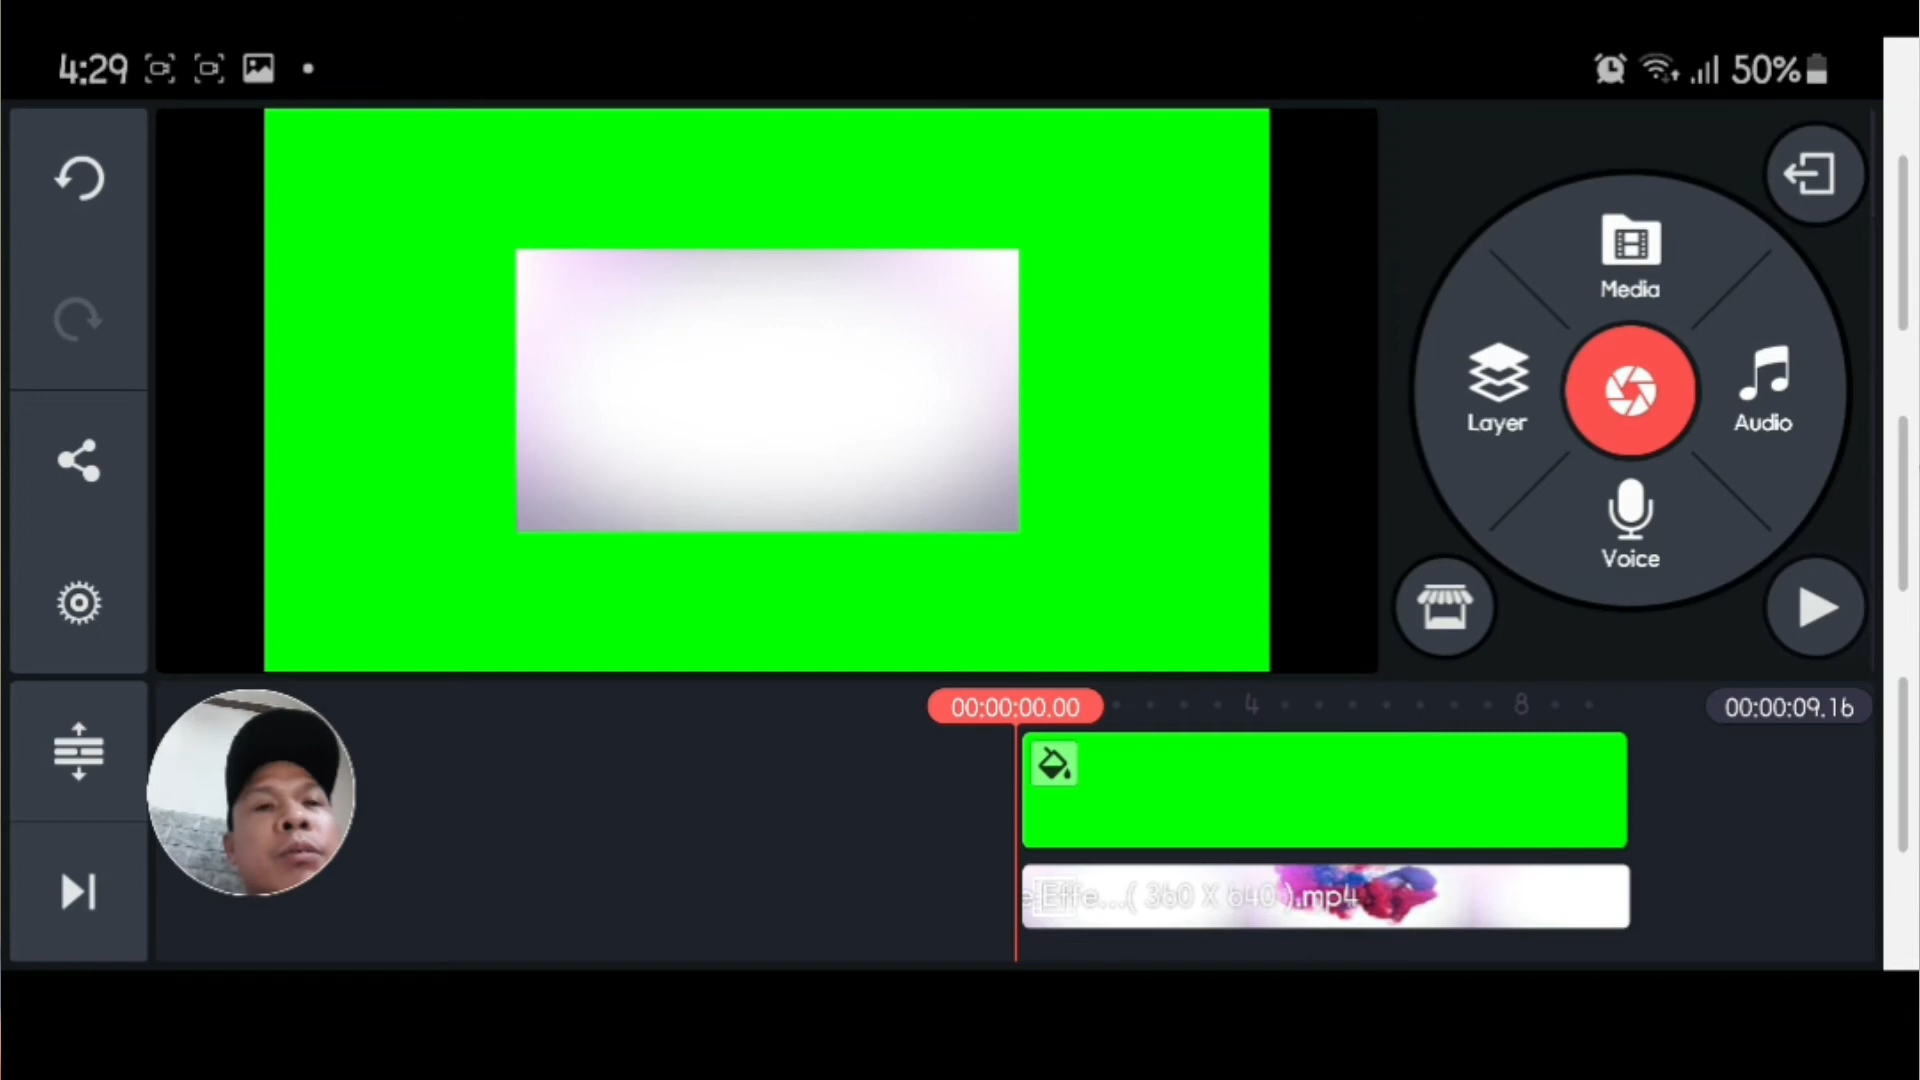 4:29
50%
Media
Layer
Audio
Voice
00:00:00.00
4
8
00:00:09.16
e Effe...( 360 X 640 ).mp4